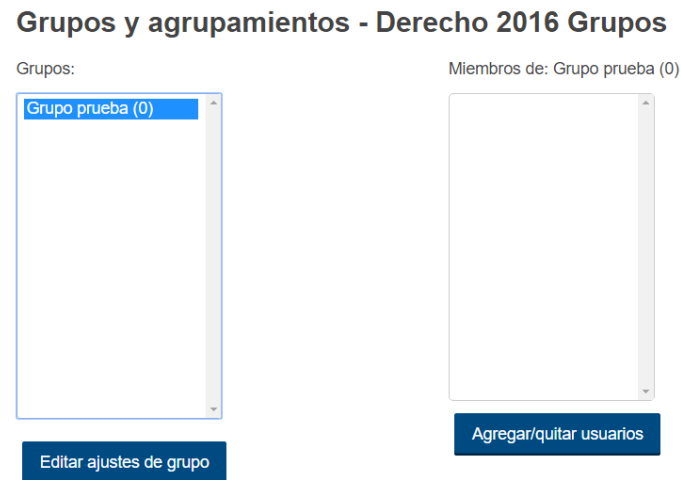 Grupos y agrupamientos - Derecho 2016 Grupos
Grupos:
Miembros de: Grupo prueba (0)
Grupo prueba (0)
Agregar/quitar usuarios
Editar ajustes de grupo